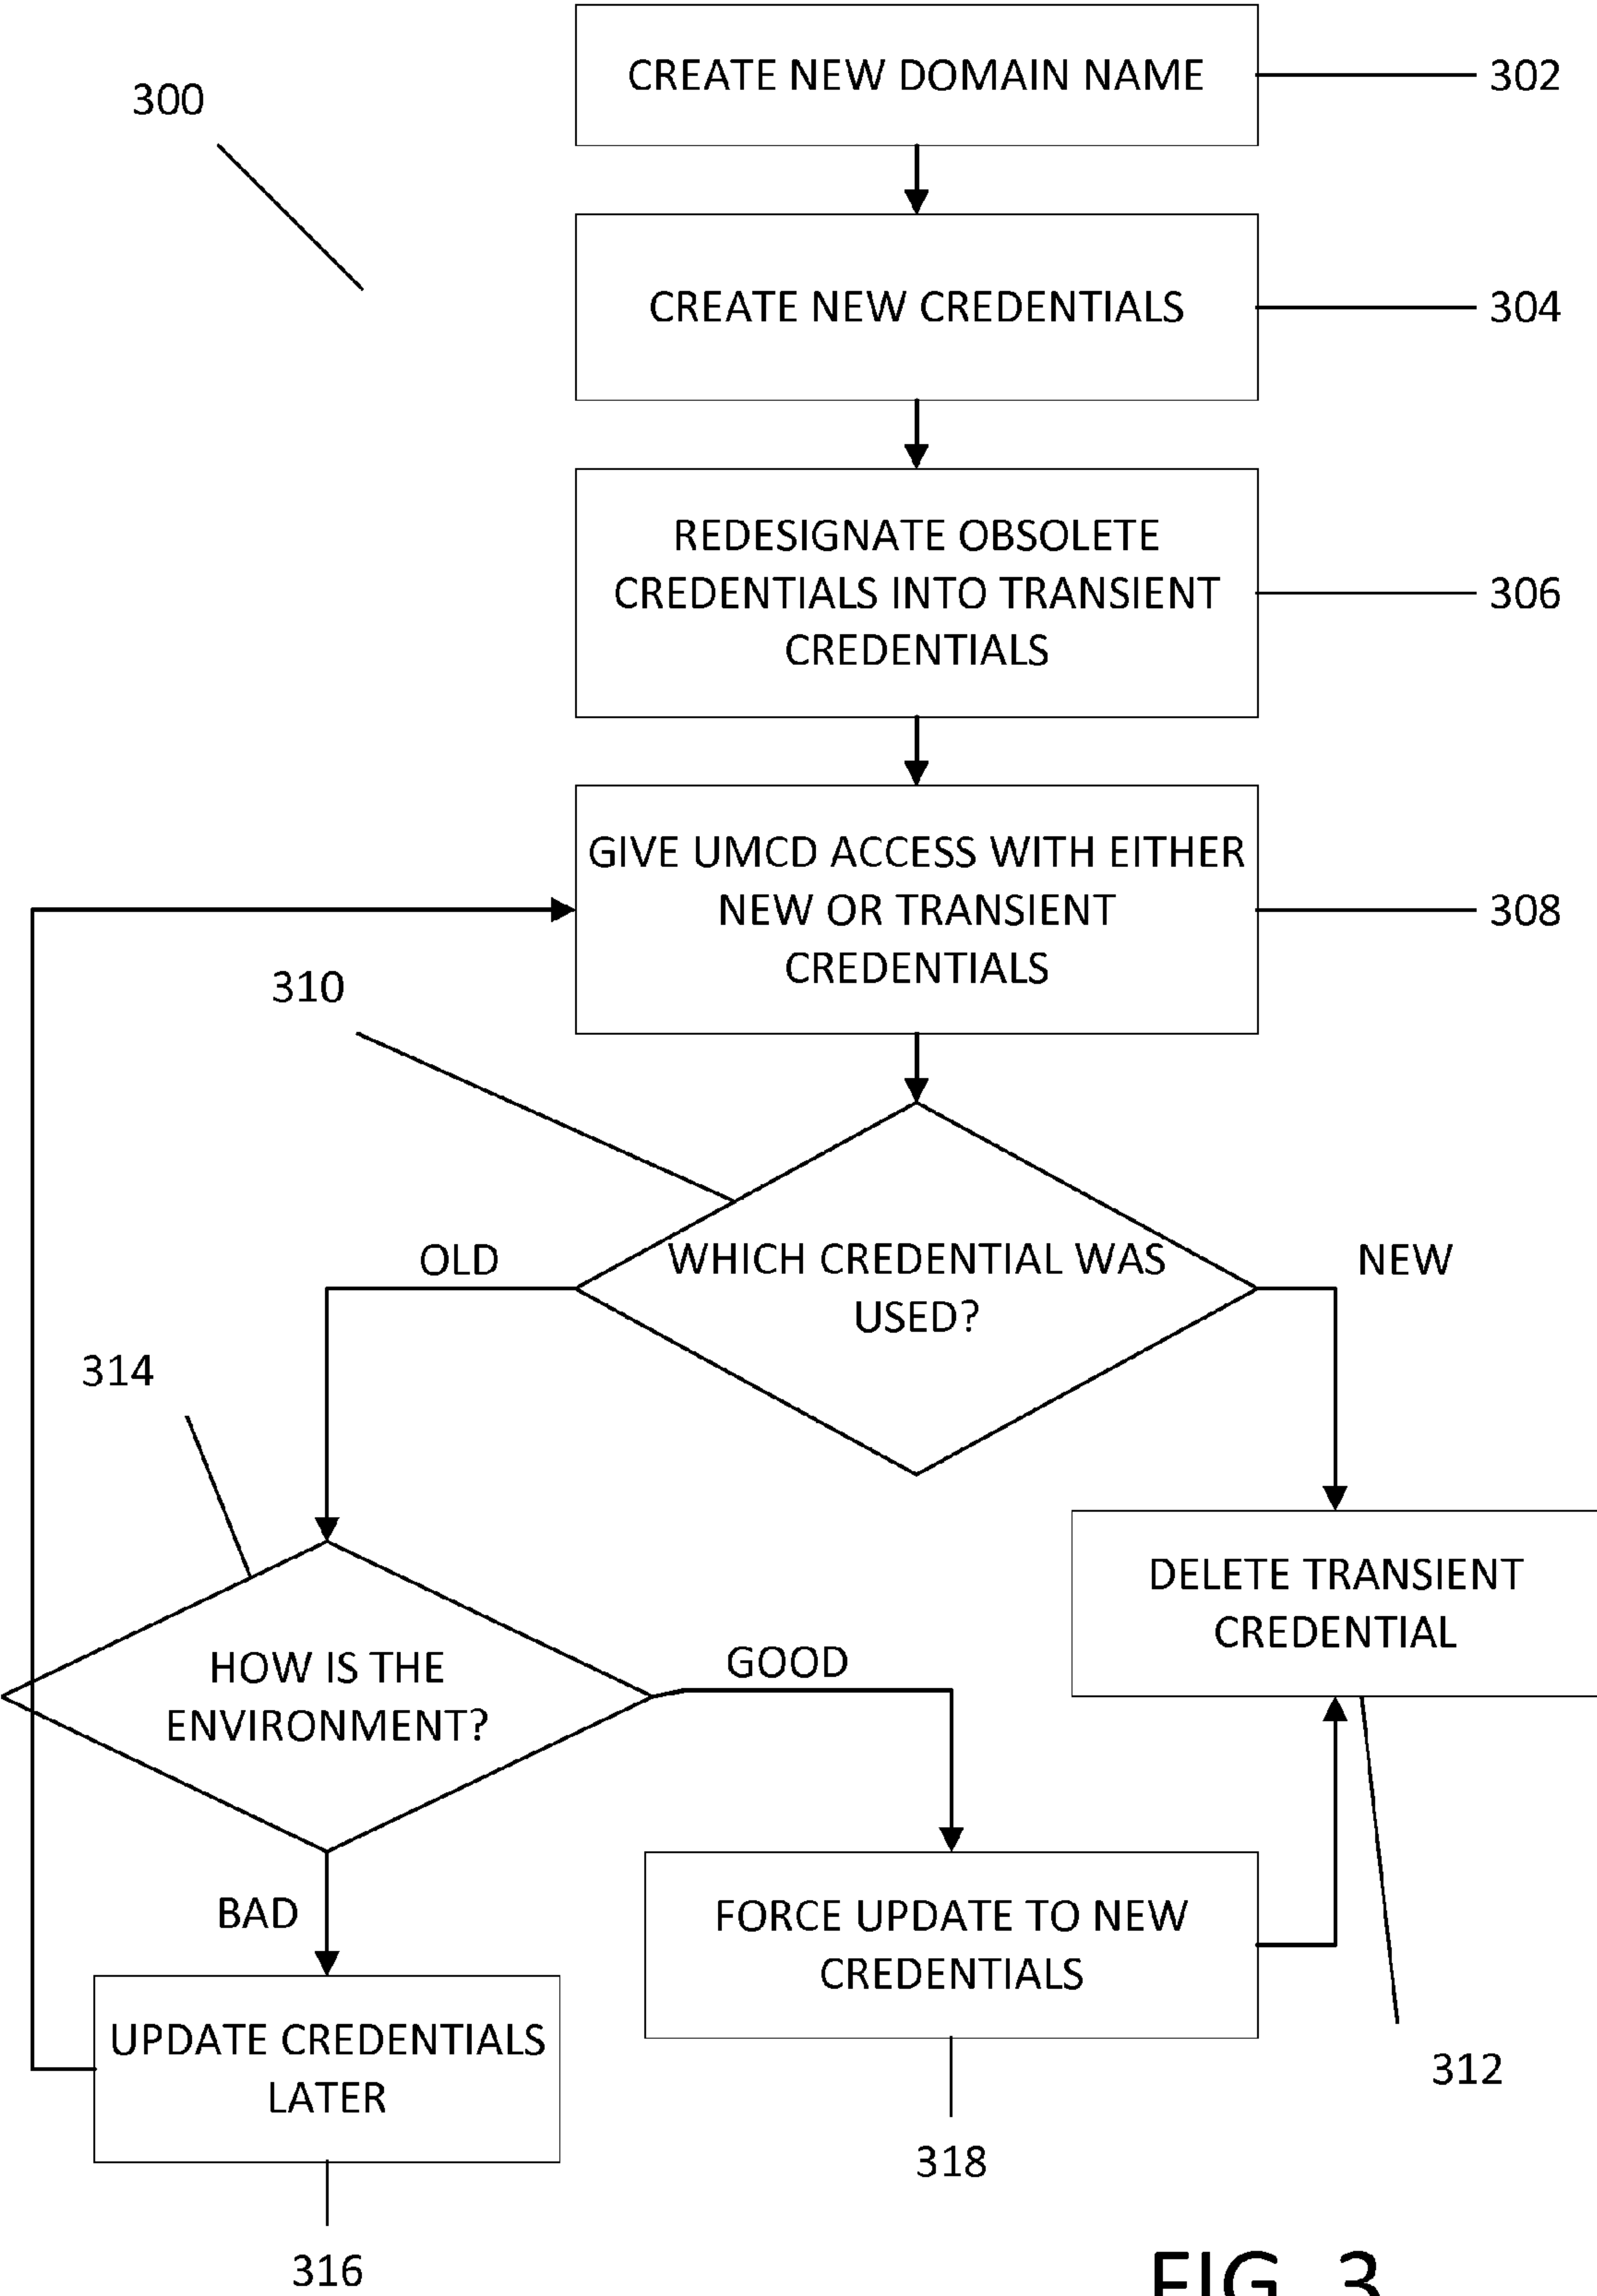 CREATE NEW DOMAIN NAME
302
300
CREATE NEW CREDENTIALS
304
REDESIGNATE OBSOLETE
CREDENTIALS INTO TRANSIENT
CREDENTIALS
306
GIVE UMCD ACCESS WITH EITHER
NEW OR TRANSIENT
CREDENTIALS
308
310
OLD
WHICH CREDENTIAL WAS
USED?
NEW
314
HOW IS THE
ENVIRONMENT?
GOOD
DELETE TRANSIENT
CREDENTIAL
BAD
FORCE UPDATE TO NEW
CREDENTIALS
UPDATE CREDENTIALS
LATER
312
318
316
FIG. 3